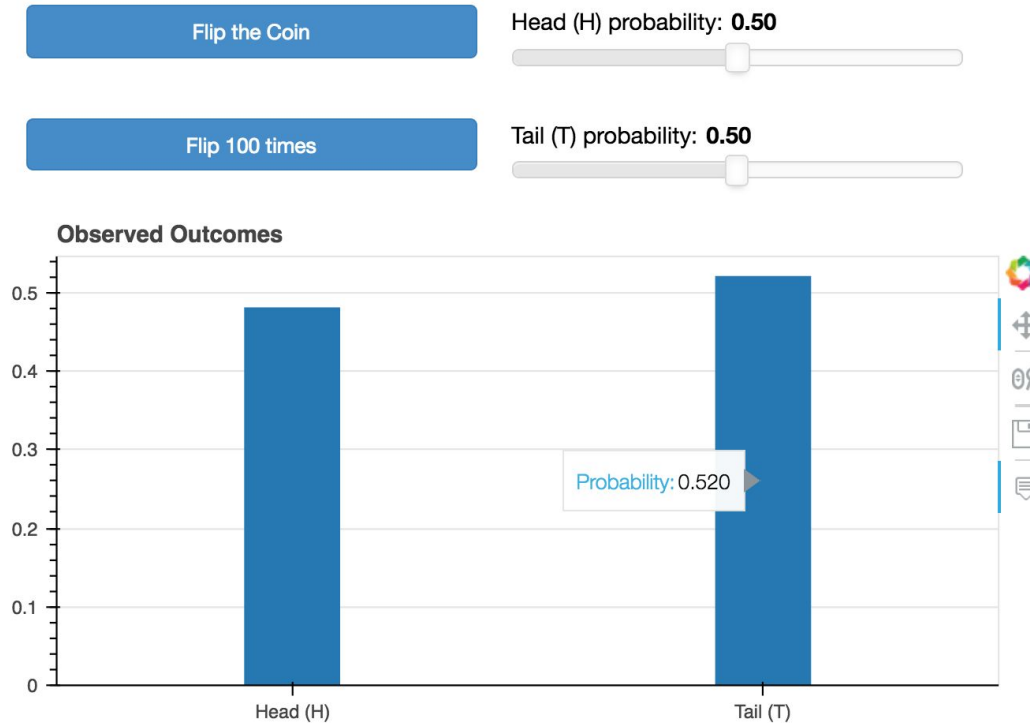 Flip the Coin
Head (H) probability: 0.50
Flip 100 times
Tail (T) probability: 0.50
Observed Outcomes
0.5
0.4
0.3
Probability: 0.520
0.2
0.1
0
Head (H)
Tail (T)